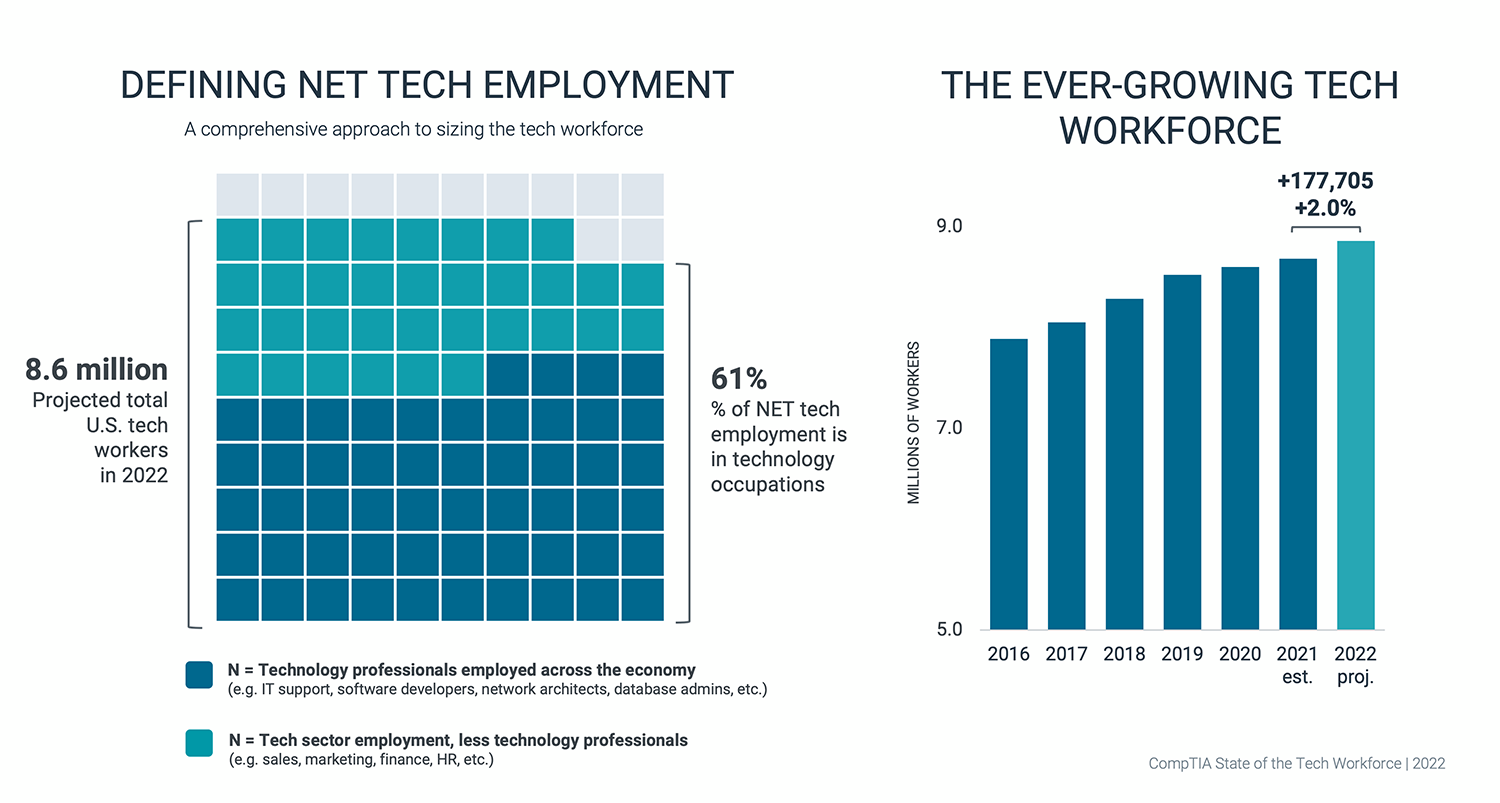 DEFINING NET TECH EMPLOYMENT
A comprehensive approach to sizing the tech workforce
8.6 million
Projected total
U.S. tech
workers
in 2022
61%
% of NET tech
employment is
in technology
occupations
N = Technology professionals employed across the economy
(e.g. IT support, software developers, network architects, database admins, etc.)
N = Tech sector employment, less technology professionals
(e.g. sales, marketing, finance, HR, etc.)
THE EVER-GROWING TECH
WORKFORCE
+177,705
+2.0%
9.0
7.0
5.0
MILLIONS OF WORKERS
2016 2017 2018 2019 2020 2021 2022
est. proj.
CompTIA State of the Tech Workforce | 2022